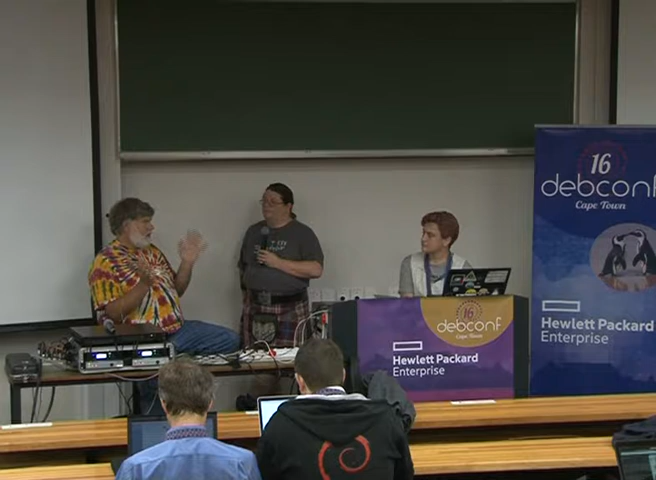 16
debconf
Cape Town
Hewlett Packard
Enterprise
16
debconf
Cape Town
Hewlett Packard
Enterprise